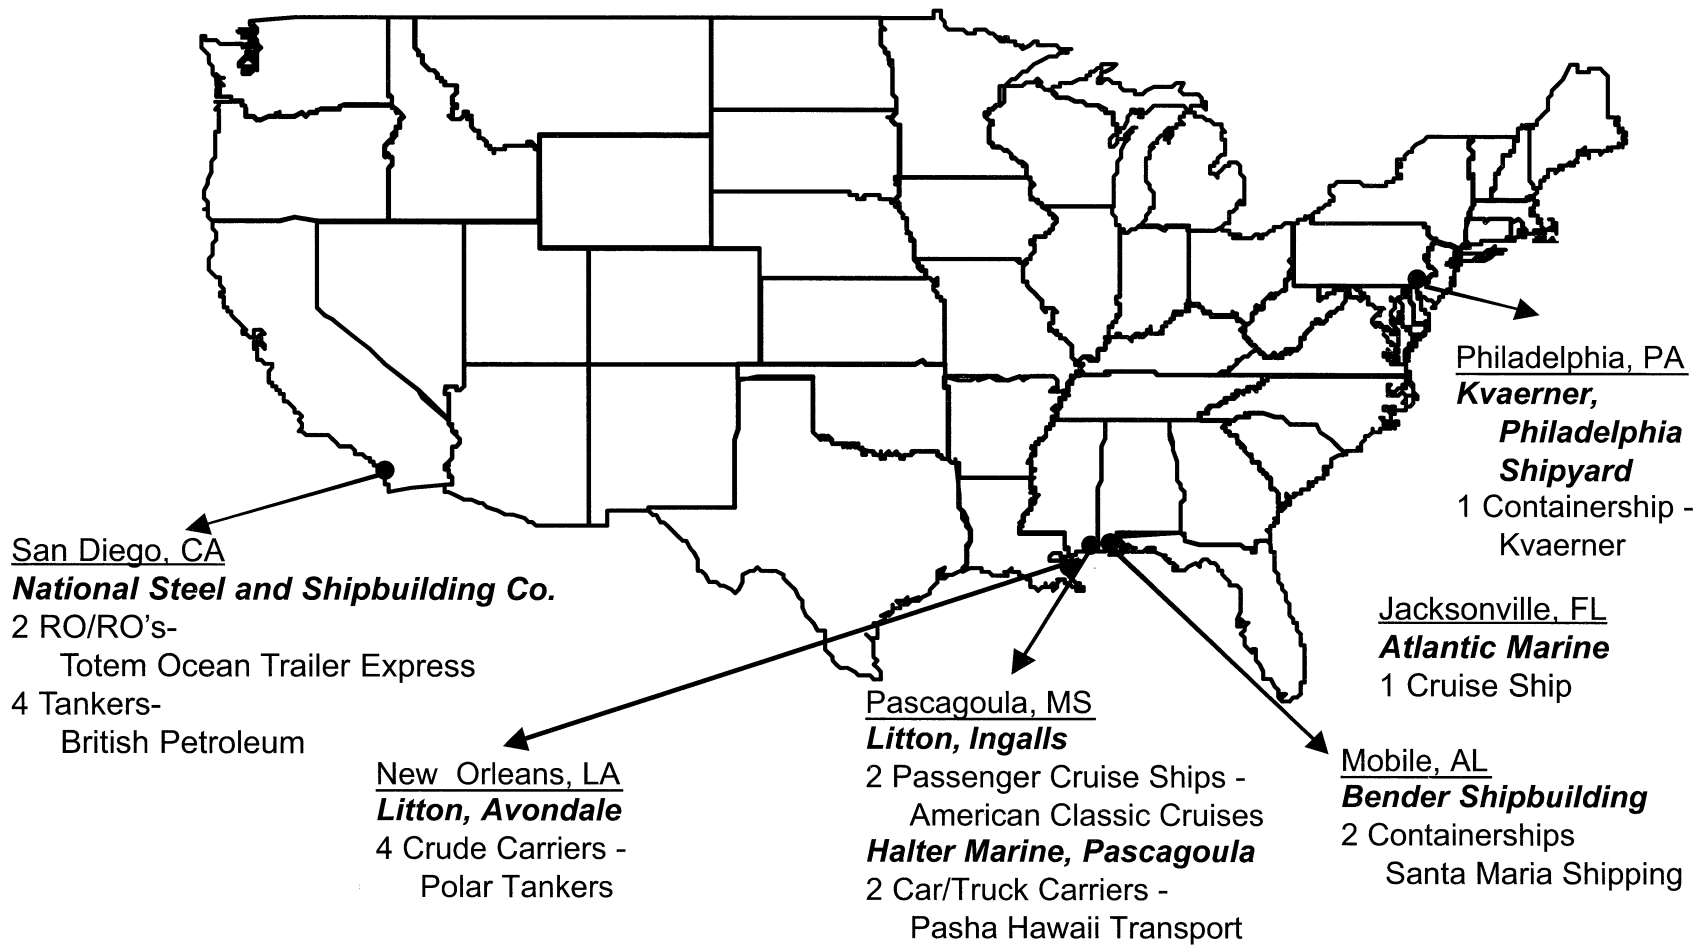 Philadelphia, PA
Kvaerner,
Philadelphia
Shipyard
1 Containership -
Kvaerner
San Diego, CA
National Steel and Shipbuilding Co.
2 RO/RO's-
Totem Ocean Trailer Express
4 Tankers-
British Petroleum
Jacksonville, FL
Atlantic Marine
1 Cruise Ship
New Orleans, LA
Litton, Avondale
4 Crude Carriers -
Polar Tankers
Pascagoula, MS
Litton, Ingalls
2 Passenger Cruise Ships -
American Classic Cruises
Halter Marine, Pascagoula
2 Car/Truck Carriers -
Pasha Hawaii Transport
Mobile, AL
Bender Shipbuilding
2 Containerships
Santa Maria Shipping